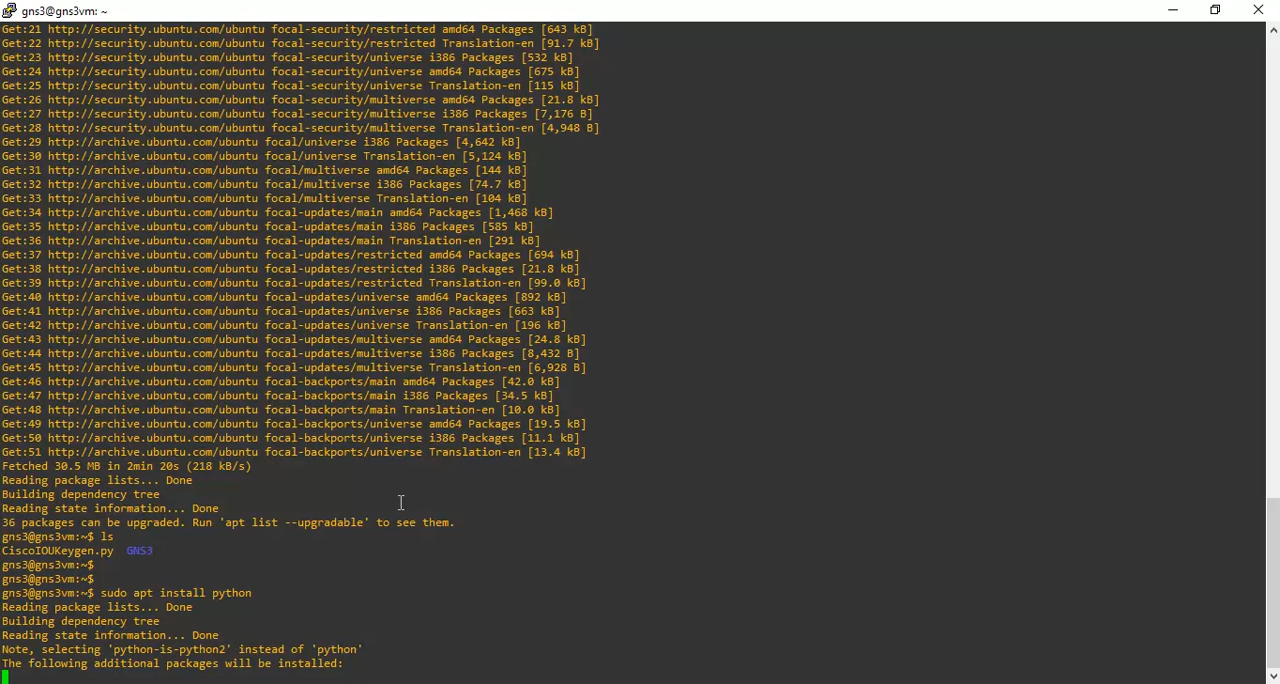 gns3@gns3vm: ~
Get:21 http://security.ubuntu.com/ubuntu focal-security/restricted amd64 Packages [643 kB]
Get:22 http://security.ubuntu.com/ubuntu focal-security/restricted Translation-en [91.7 kB]
Get:23 http://security.ubuntu.com/ubuntu focal-security/universe i386 Packages [532 kB]
Get:24 http://security.ubuntu.com/ubuntu focal-security/universe amd64 Packages [675 kB]
Get:25 http://security.ubuntu.com/ubuntu focal-security/universe Translation-en [115 kB]
Get:26 http://security.ubuntu.com/ubuntu focal-security/multiverse amd64 Packages [21.8 kB]
Get:27 http://security.ubuntu.com/ubuntu focal-security/multiverse i386 Packages [7,176 B]
Get:28 http://security.ubuntu.com/ubuntu focal-security/multiverse Translation-en [4,948 B]
Get:29 http://archive.ubuntu.com/ubuntu focal/universe i386 Packages [4,642 kB]
Get:30 http://archive.ubuntu.com/ubuntu focal/universe Translation-en [5,124 kB]
Get:31 http://archive.ubuntu.com/ubuntu focal/multiverse amd64 Packages [144 kB]
Get:32 http://archive.ubuntu.com/ubuntu focal/multiverse i386 Packages [74.7 kB]
Get:33 http://archive.ubuntu.com/ubuntu focal/multiverse Translation-en [104 kB]
Get:34 http://archive.ubuntu.com/ubuntu focal-updates/main amd64 Packages [1,468 kB]
Get:35 http://archive.ubuntu.com/ubuntu focal-updates/main i386 Packages [585 kB]
Get:36 http://archive.ubuntu.com/ubuntu focal-updates/main Translation-en [291 kB]
Get:37 http://archive.ubuntu.com/ubuntu focal-updates/restricted amd64 Packages [694 kB]
Get:38 http://archive.ubuntu.com/ubuntu focal-updates/restricted i386 Packages [21.8 kB]
Get:39 http://archive.ubuntu.com/ubuntu focal-updates/restricted Translation-en [99.0 kB]
Get:40 http://archive.ubuntu.com/ubuntu focal-updates/universe amd64 Packages [892 kB]
Get:41 http://archive.ubuntu.com/ubuntu focal-updates/universe i386 Packages [663 kB]
Get:42 http://archive.ubuntu.com/ubuntu focal-updates/universe Translation-en [196 kB]
Get:43 http://archive.ubuntu.com/ubuntu focal-updates/multiverse amd64 Packages [24.8 kB]
Get:44 http://archive.ubuntu.com/ubuntu focal-updates/multiverse i386 Packages [8,432 B]
Get:45 http://archive.ubuntu.com/ubuntu focal-updates/multiverse Translation-en [6,928 B]
Get:46 http://archive.ubuntu.com/ubuntu focal-backports/main amd64 Packages [42.0 kB]
Get:47 http://archive.ubuntu.com/ubuntu focal-backports/main i386 Packages [34.5 kB]
Get:48 http://archive.ubuntu.com/ubuntu focal-backports/main Translation-en [10.0 kB]
Get:49 http://archive.ubuntu.com/ubuntu focal-backports/universe amd64 Packages [19.5 kB]
Get:50 http://archive.ubuntu.com/ubuntu focal-backports/universe i386 Packages [11.1 kB]
Get:51 http://archive.ubuntu.com/ubuntu focal-backports/universe Translation-en [13.4 kB]
Fetched 30.5 MB in 2min 20s (218 kB/s)
Reading package lists... Done
Building dependency tree
Reading state information... Done
36 packages can be upgraded. Run 'apt list --upgradable' to see them.
gns3@gns3vm:~$ ls
CiscoIOUKeygen.py  GNS3
gns3@gns3vm:~$
gns3@gns3vm:~$
gns3@gns3vm:~$ sudo apt install python
Reading package lists... Done
Building dependency tree
Reading state information... Done
Note, selecting 'python-is-python2' instead of 'python'
The following additional packages will be installed: